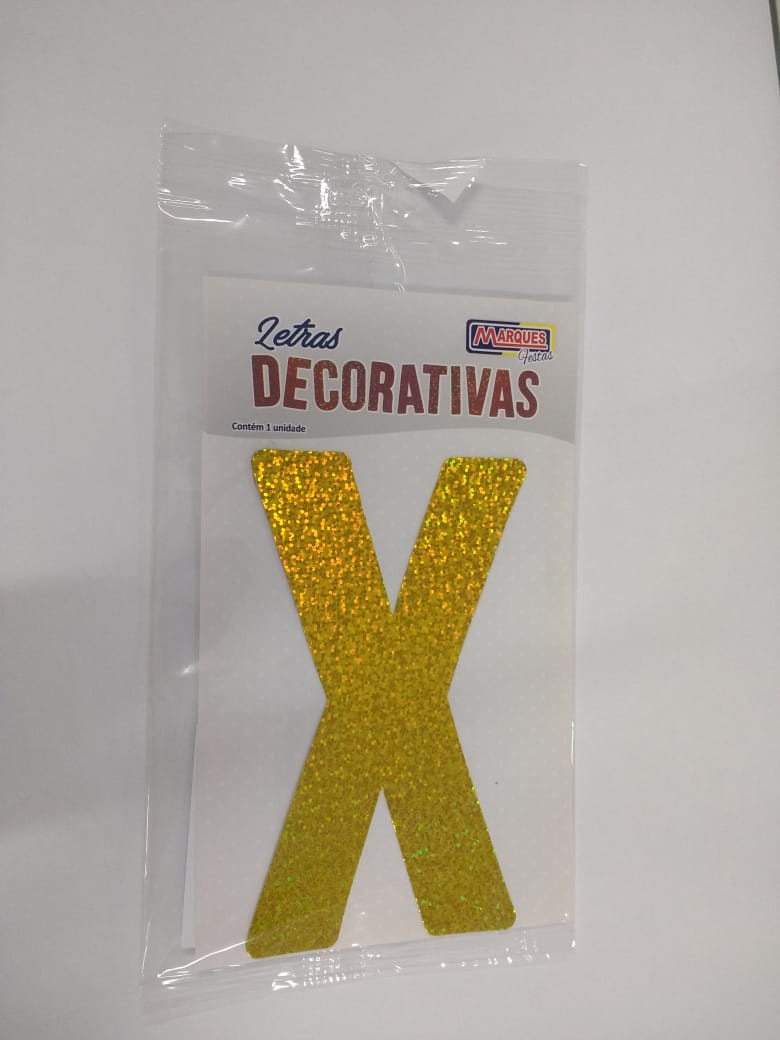 Letras
MARQUES
Festas
DECORATIVAS
Contém 1 unidade
X